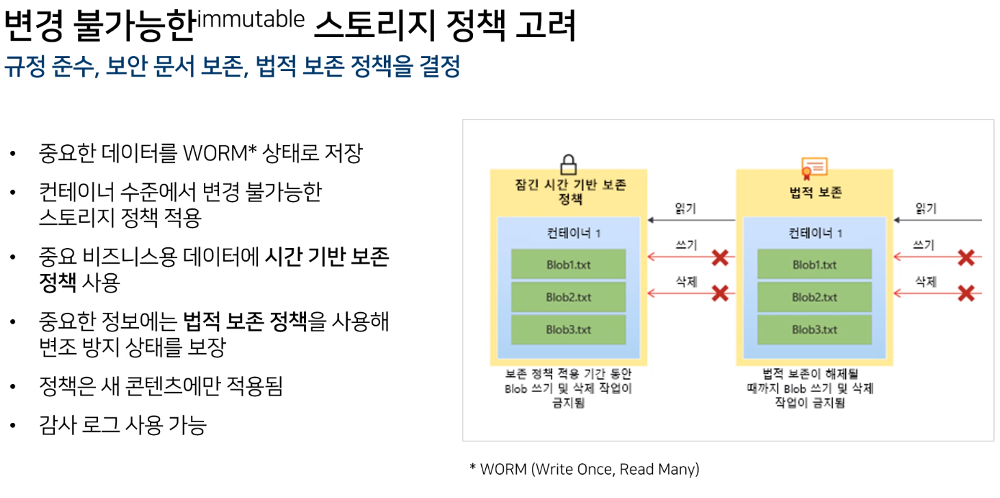 변경 불가능한immutable 스토리지 정책 고려
규정 준수, 보안 문서 보존, 법적 보존 정책을 결정
• 중요한 데이터를 WORM* 상태로 저장
• 컨테이너 수준에서 변경 불가능한
스토리지 정책 적용
• 중요 비즈니스용 데이터에 시간 기반 보존
정책 사용
• 중요한 정보에는 법적 보존 정책을 사용해
변조 방지 상태를 보장
• 정책은 새 콘텐츠에만 적용됨
• 감사 로그 사용 가능
잠긴 시간 기반 보존
정책
컨테이너 1
Blob1.txt
Blob2.txt
Blob3.txt
보존 정책 적용 기간 동안
Blob 쓰기 및 삭제 작업이
금지됨
읽기
쓰기
삭제
법적 보존
컨테이너 1
Blob1.txt
Blob2.txt
Blob3.txt
법적 보존이 해제될
때까지 Blob 쓰기 및 삭제
작업이 금지됨
읽기
쓰기
삭제
* WORM (Write Once, Read Many)